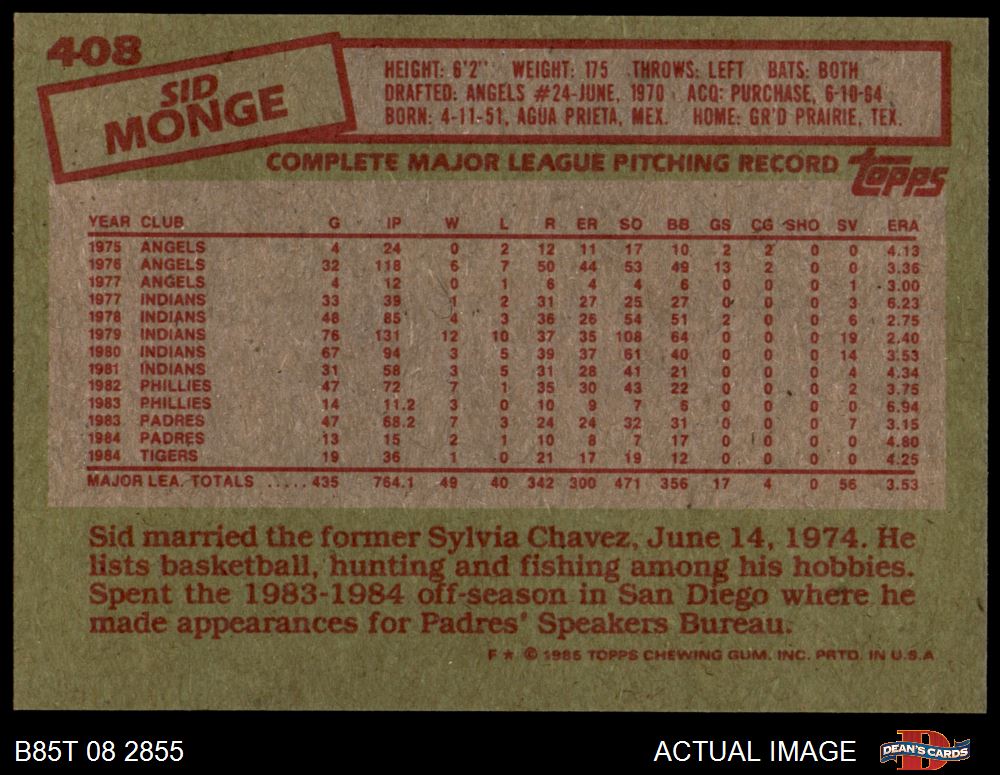 408
SID
MONGE
HEIGHT: 6'2" WEIGHT: 175 THROWS: LEFT BATS: BOTH
DRAFTED: ANGELS #24-JUNE, 1970 ACQ: PURCHASE, 6-10-84
BORN: 4-11-51, AGUA PRIETA, MEX. HOME: GR'D PRAIRIE, TEX.
COMPLETE MAJOR LEAGUE PITCHING RECORD topps
YEAR CLUB G IP W L R ER SO BB GS CG SHO SV ERA
1975 ANGELS 4 24 0 2 12 11 17 10 2 2 0 0 4.13
1976 ANGELS 32 118 6 7 50 44 53 49 13 2 0 0 3.36
1977 ANGELS 4 12 0 1 6 4 4 6 0 0 0 1 3.00
1977 INDIANS 33 39 1 2 31 27 25 27 0 0 0 3 6.23
1978 INDIANS 48 85 4 3 36 26 54 51 2 0 0 6 2.75
1979 INDIANS 76 131 12 10 37 35 108 64 0 0 0 19 2.40
1980 INDIANS 67 94 3 5 39 37 61 40 0 0 0 14 3.53
1981 INDIANS 31 58 3 5 31 28 41 21 0 0 0 4 4.34
1982 PHILLIES 47 72 7 1 35 30 43 22 0 0 0 2 3.75
1983 PHILLIES 14 11.2 3 0 10 9 7 6 0 0 0 0 6.94
1983 PADRES 47 68.2 7 3 24 24 32 31 0 0 0 7 3.15
1984 PADRES 13 15 2 1 10 8 7 17 0 0 0 0 4.80
1984 TIGERS 19 36 1 0 21 17 19 12 0 0 0 0 4.25
MAJOR LEA. TOTALS ..... 435 764.1 49 40 342 300 471 356 17 4 0 56 3.53
Sid married the former Sylvia Chavez, June 14, 1974. He
lists basketball, hunting and fishing among his hobbies.
Spent the 1983-1984 off-season in San Diego where he
made appearances for Padres' Speakers Bureau.
F ★ © 1985 TOPPS CHEWING GUM, INC. PRTD. IN U.S.A.
B85T 08 2855 ACTUAL IMAGE D DEAN'S CARDS